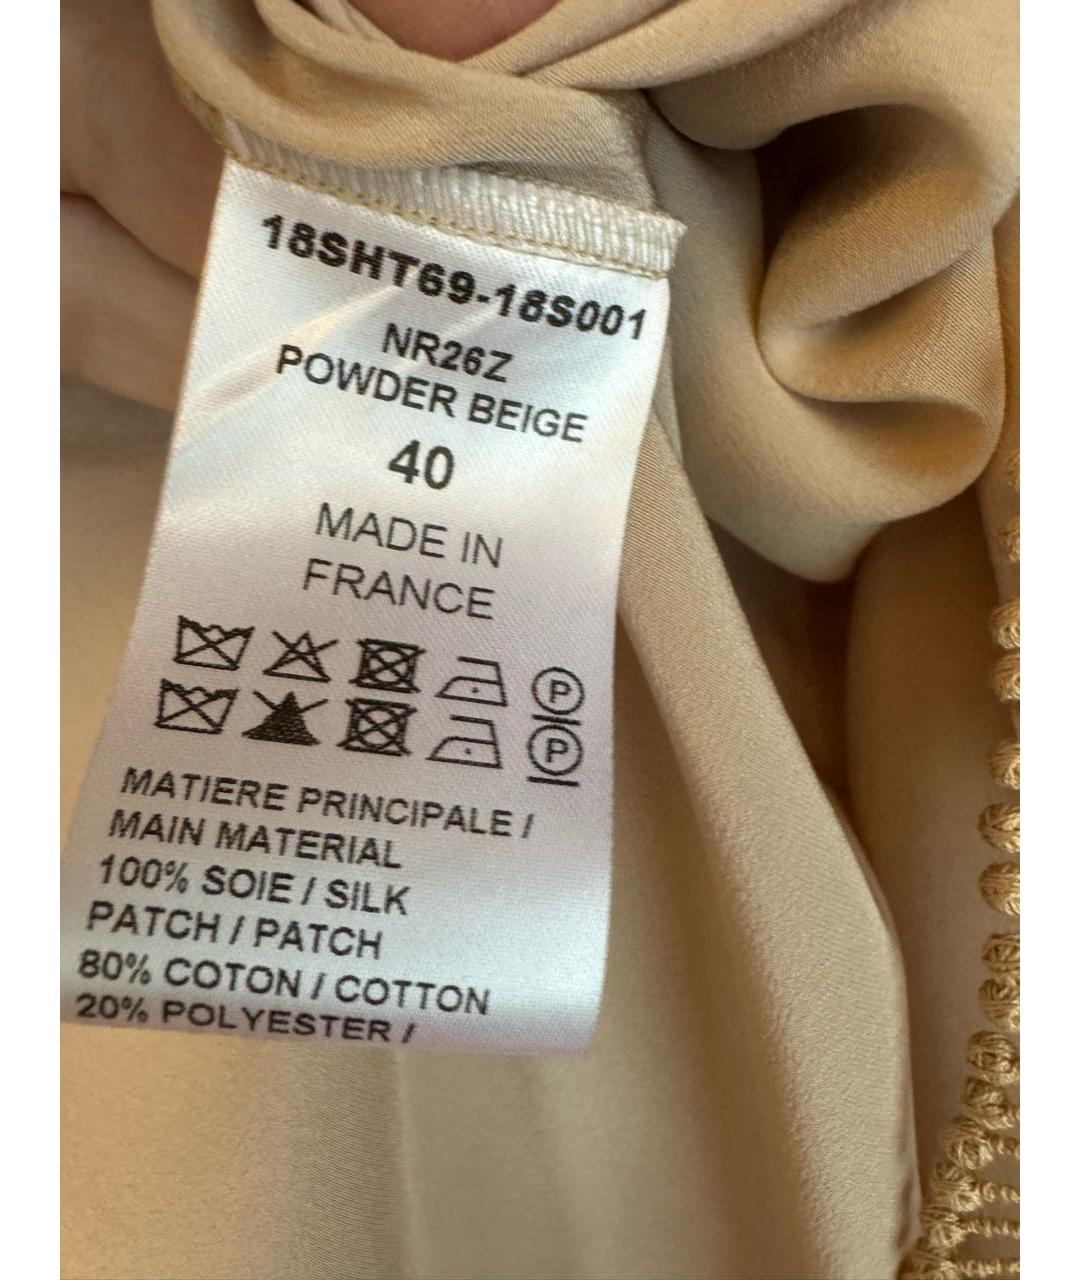 18SHT69-18S001
NR26Z
POWDER BEIGE
40
MADE IN
FRANCE
P
P
MATIERE PRINCIPALE /
MAIN MATERIAL
100% SOIE / SILK
PATCH / PATCH
80% COTON / COTTON
20% POLYESTER /